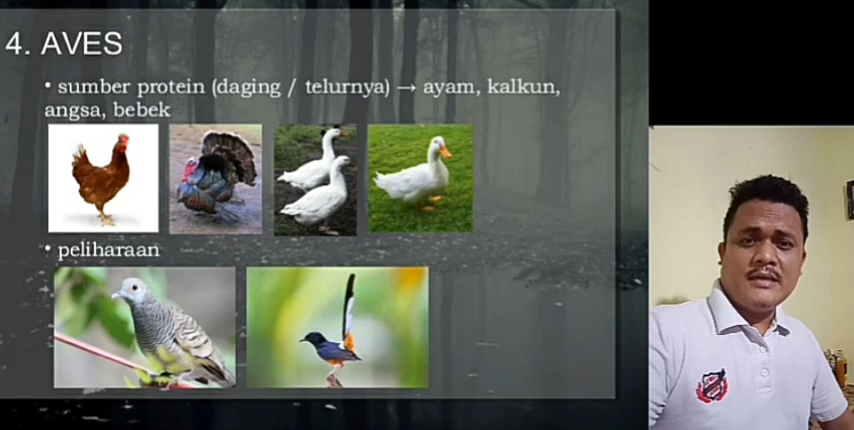 4. AVES
• sumber protein (daging / telurnya) → ayam, kalkun,
angsa, bebek
• peliharaan